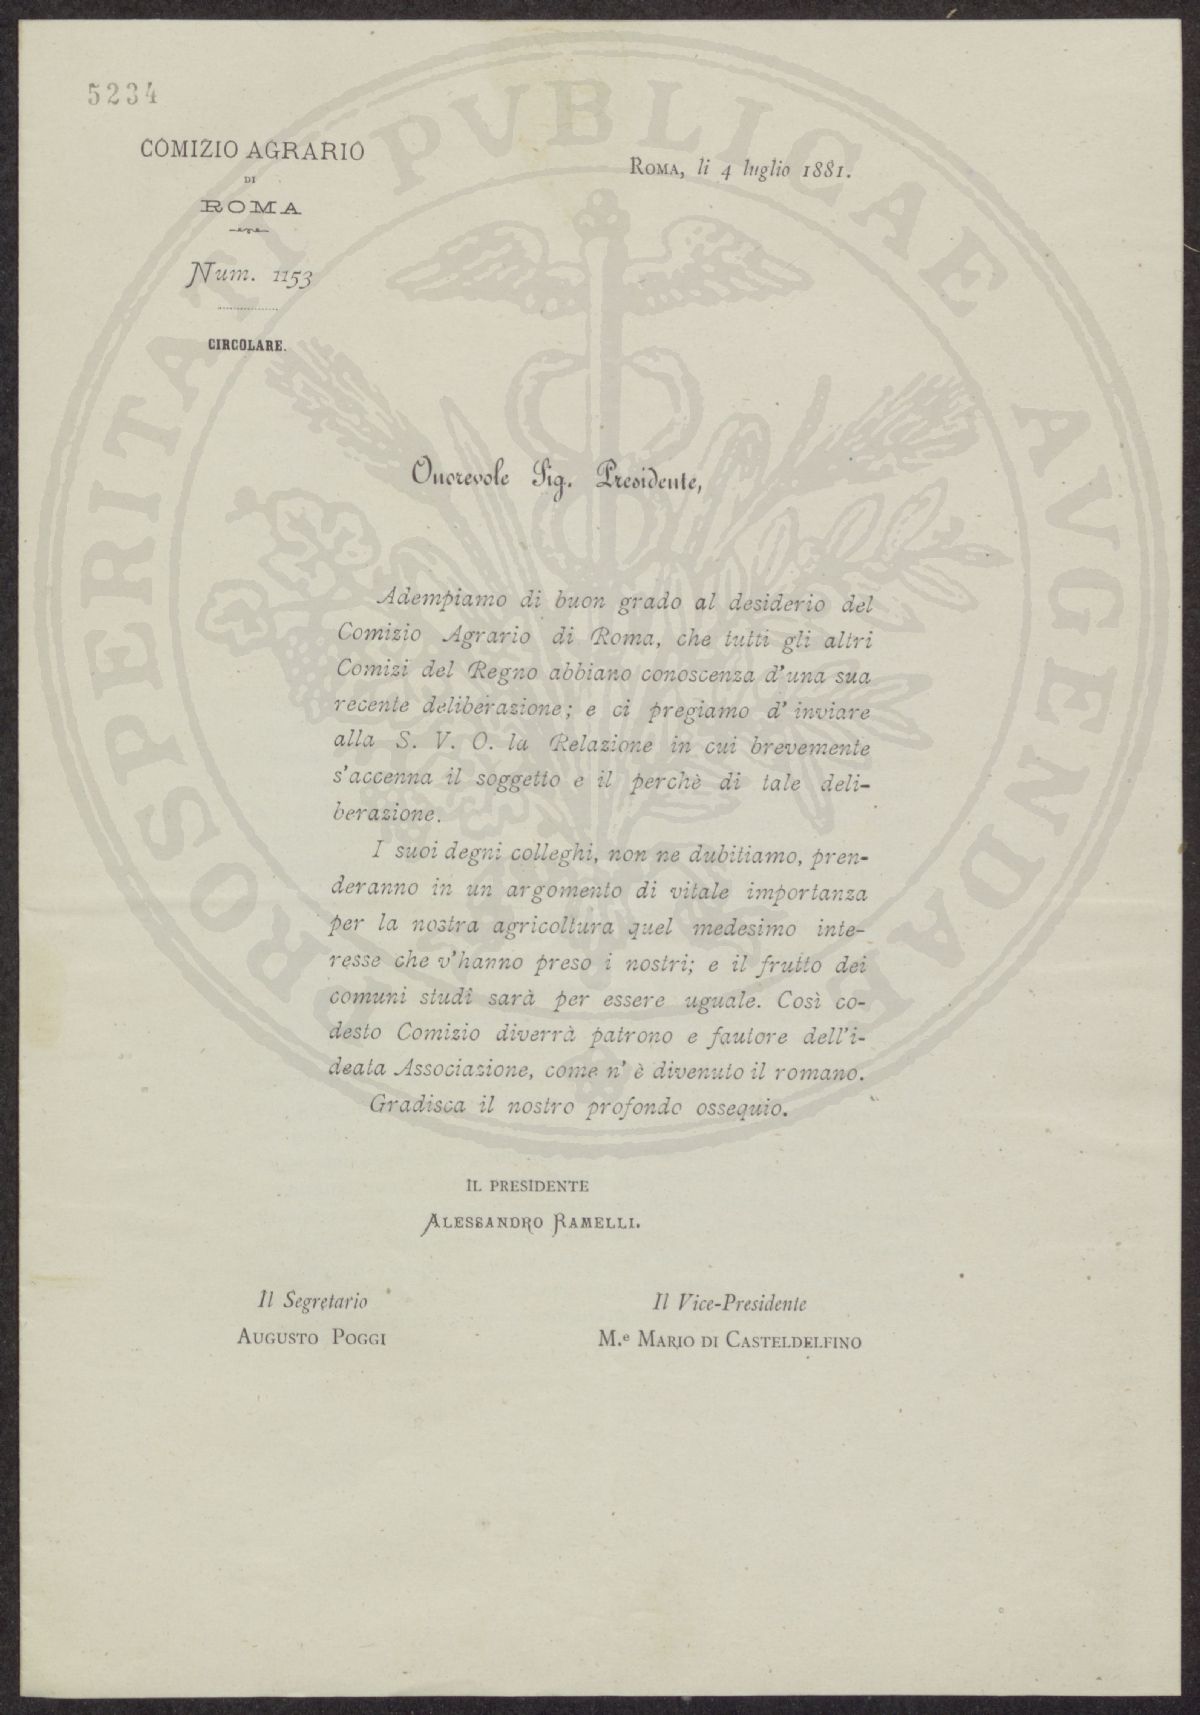 5234
COMIZIO AGRARIO
DI
ROMA
Num. 1153
CIRCOLARE.
ROMA, li 4 luglio 1881.
Onorevole Sig. Presidente,
Adempiamo di buon grado al desiderio del
Comizio Agrario di Roma, che tutti gli altri
Comizi del Regno abbiano conoscenza d'una sua
recente deliberazione; e ci pregiamo d'inviare
alla S. V. O. la Relazione in cui brevemente
s'accenna il soggetto e il perchè di tale deli-
berazione.
I suoi degni colleghi, non ne dubitiamo, pren-
deranno in un argomento di vitale importanza
per la nostra agricoltura quel medesimo inte-
resse che v'hanno preso i nostri; e il frutto dei
comuni studi sarà per essere uguale. Così co-
desto Comizio diverrà patrono e fautore dell'i-
deata Associazione, come n'è divenuto il romano.
Gradisca il nostro profondo ossequio.
IL PRESIDENTE
ALESSANDRO RAMELLI.
Il Segretario
AUGUSTO POGGI
Il Vice-Presidente
M.e MARIO DI CASTELDELFINO
PROSPERITATI PVBLICAE AVGENDAE